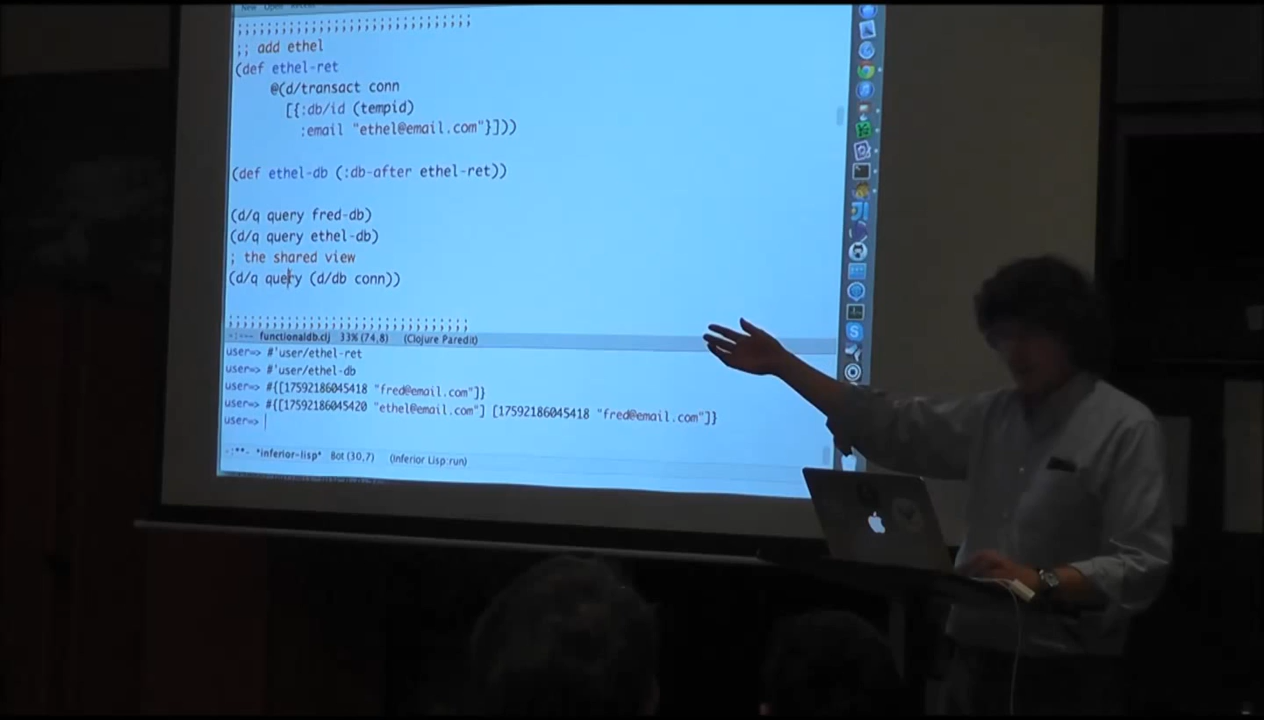 ;;;;;;;;;;;;;;;;;;;;;;;;;;;;
;; add ethel
(def ethel-ret
@(d/transact conn
[{:db/id (tempid)
:email "ethel@email.com"}]))
(def ethel-db (:db-after ethel-ret))
(d/q query fred-db)
(d/q query ethel-db)
; the shared view
(d/q query (d/db conn))
;;;;;;;;;;;;;;;;;;;;;;;;;;;;
-:--- functionaldb.clj 33% (74,8) (Clojure Paredit)
user=> #'user/ethel-ret
user=> #'user/ethel-db
user=> #{[17592186045418 "fred@email.com"]}
user=> #{[17592186045420 "ethel@email.com"] [17592186045418 "fred@email.com"]}
user=>
-:**- *inferior-lisp* Bot (30,7) (Inferior Lisp:run)